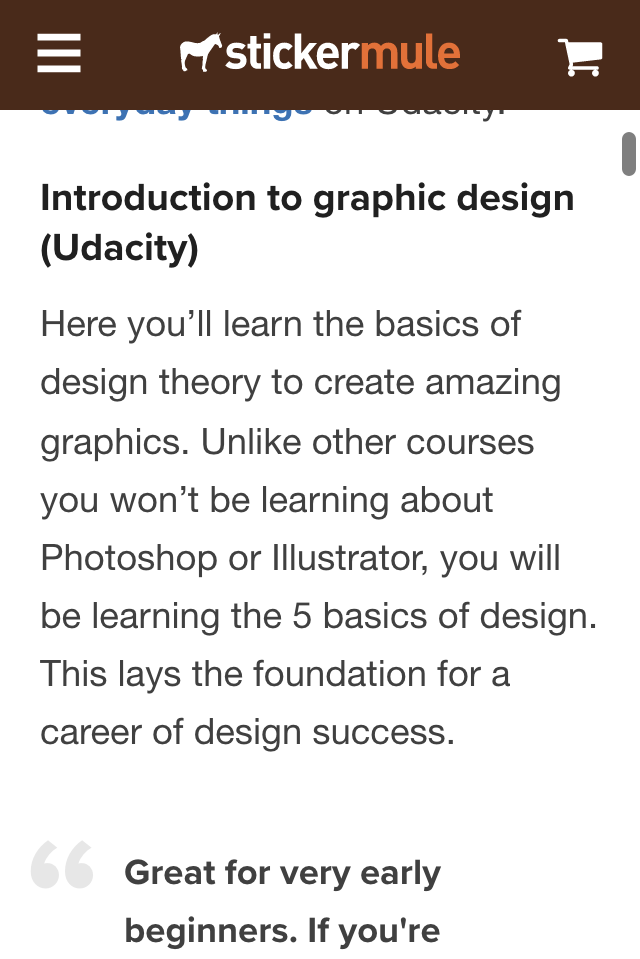 stickermule
everyday things on Udacity.
Introduction to graphic design
(Udacity)
Here you’ll learn the basics of
design theory to create amazing
graphics. Unlike other courses
you won’t be learning about
Photoshop or Illustrator, you will
be learning the 5 basics of design.
This lays the foundation for a
career of design success.
“ Great for very early
beginners. If you're